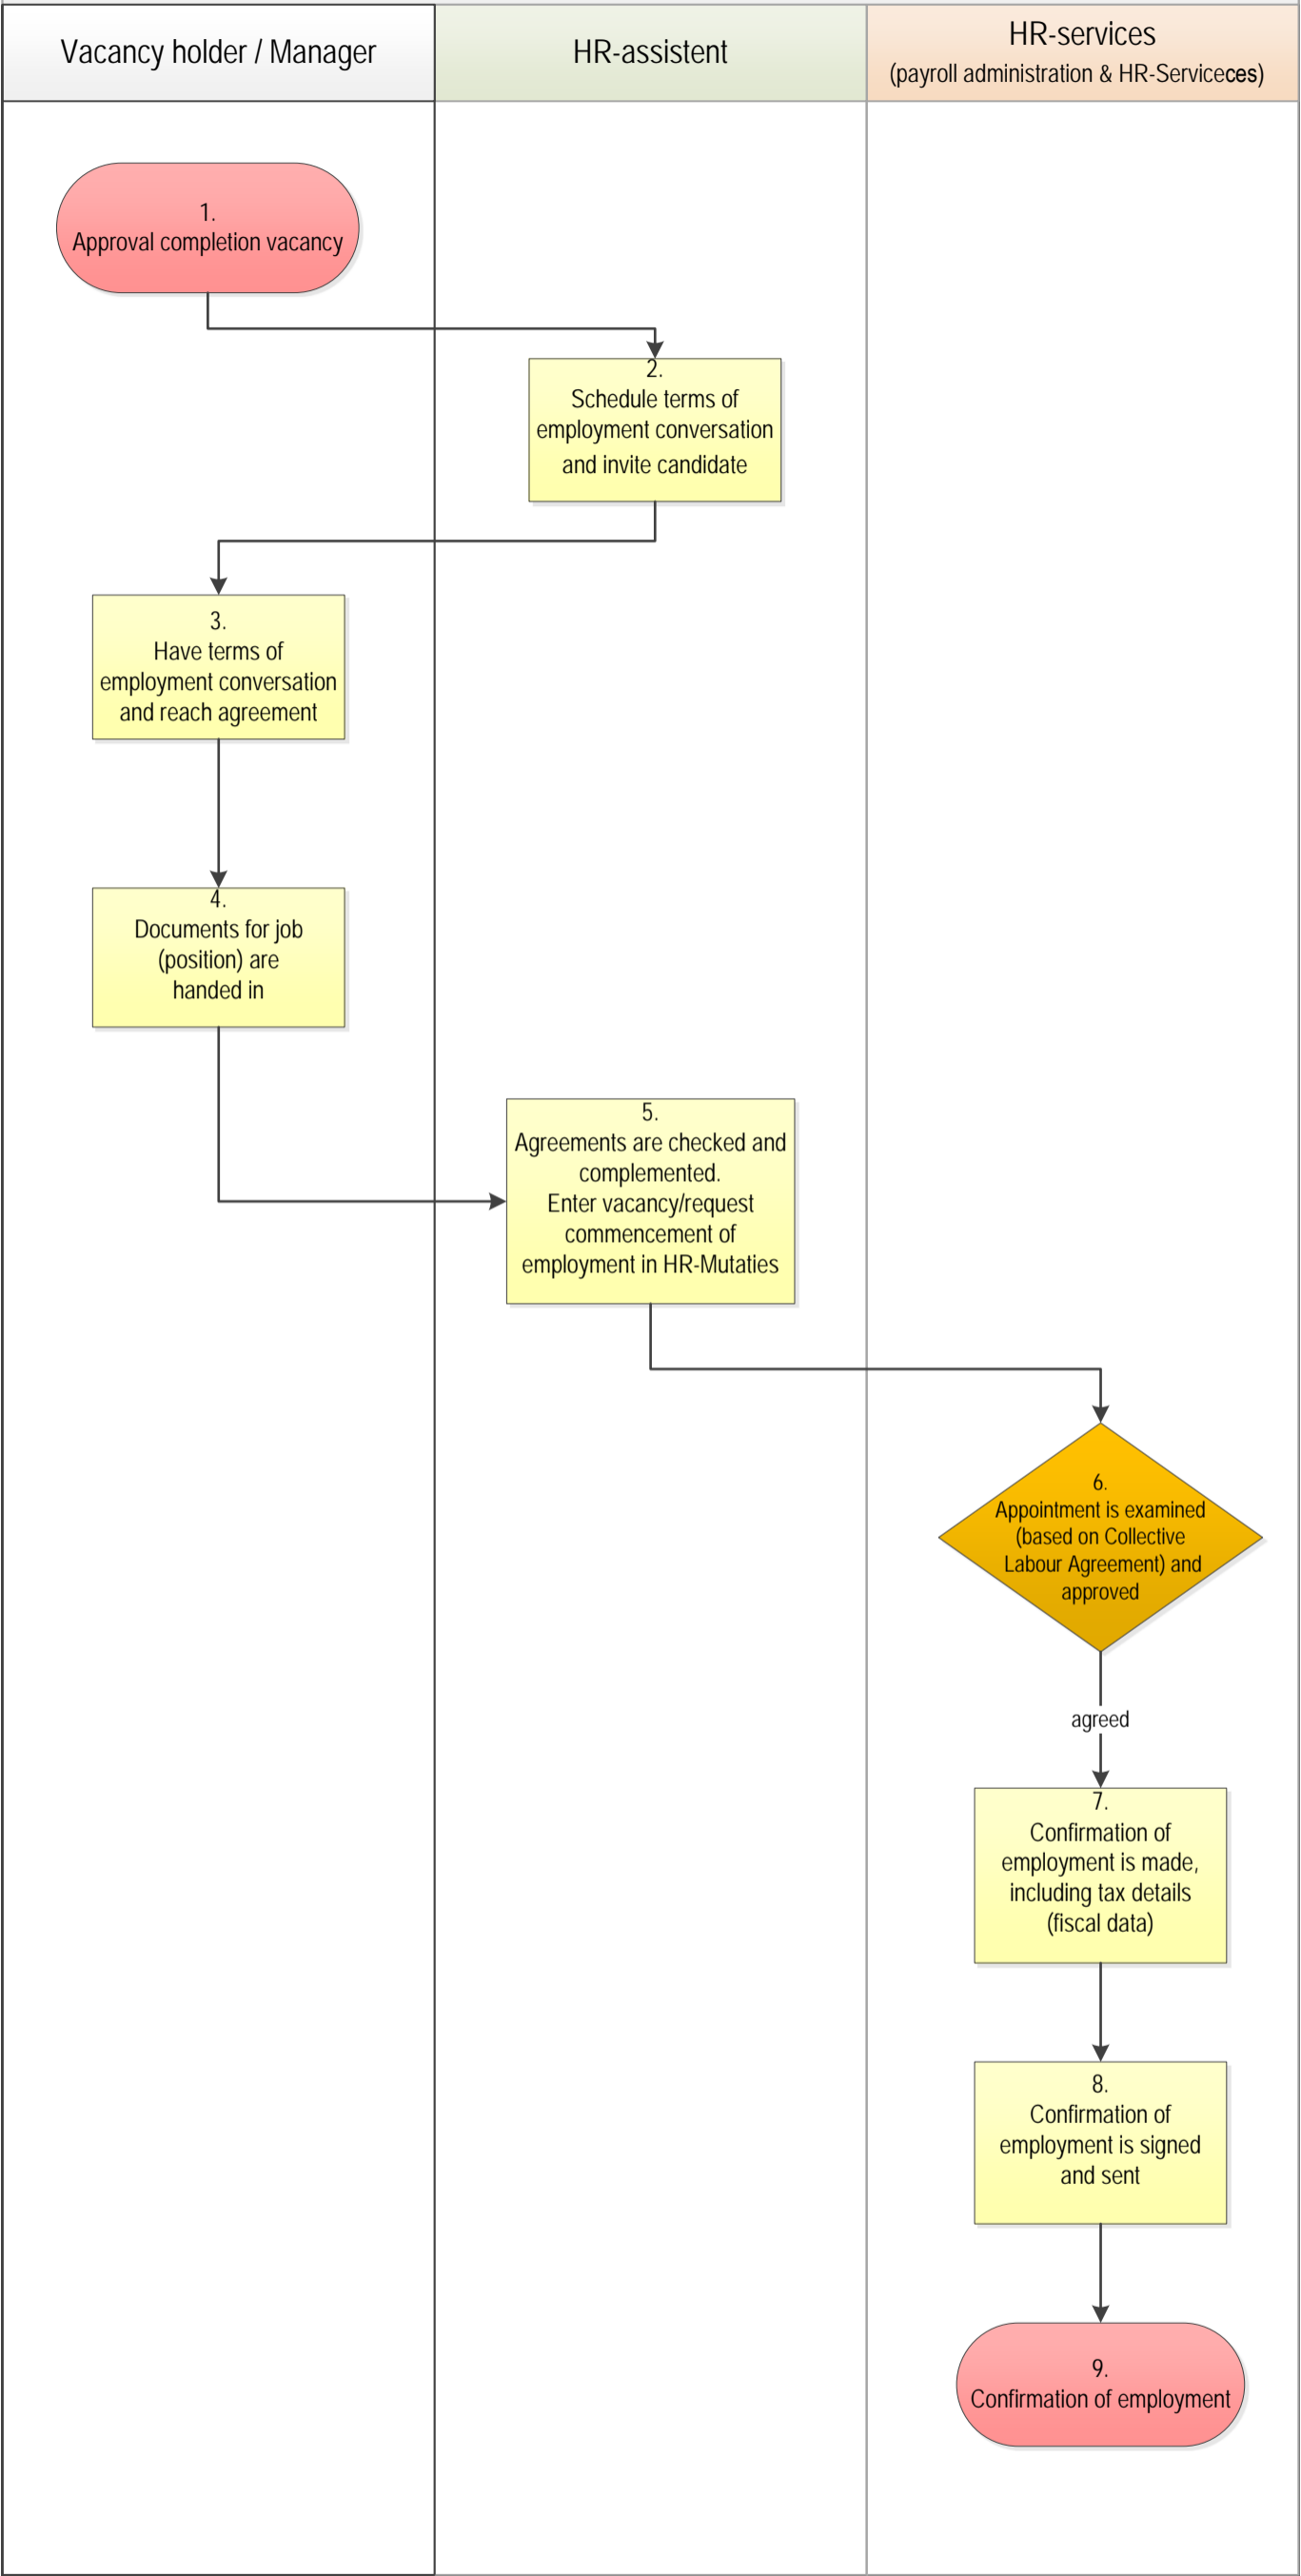 Vacancy holder / Manager
HR-assistent
HR-services
(payroll administration & HR-Serviceces)
1.
Approval completion vacancy
2.
Schedule terms of
employment conversation
and invite candidate
3.
Have terms of
employment conversation
and reach agreement
4.
Documents for job
(position) are
handed in
5.
Agreements are checked and
complemented.
Enter vacancy/request
commencement of
employment in HR-Mutaties
6.
Appointment is examined
(based on Collective
Labour Agreement) and
approved
agreed
7.
Confirmation of
employment is made,
including tax details
(fiscal data)
8.
Confirmation of
employment is signed
and sent
9.
Confirmation of employment